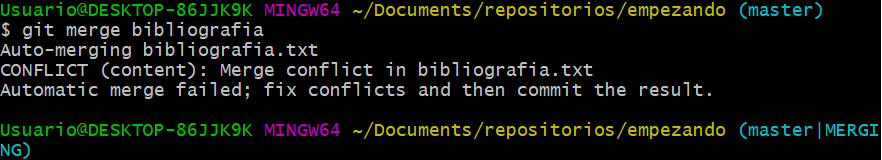 Usuario@DESKTOP-86JJK9K MINGW64 ~/Documents/repositorios/empezando (master)
$ git merge bibliografia
Auto-merging bibliografia.txt
CONFLICT (content): Merge conflict in bibliografia.txt
Automatic merge failed; fix conflicts and then commit the result.
Usuario@DESKTOP-86JJK9K MINGW64 ~/Documents/repositorios/empezando (master|MERGI
NG)